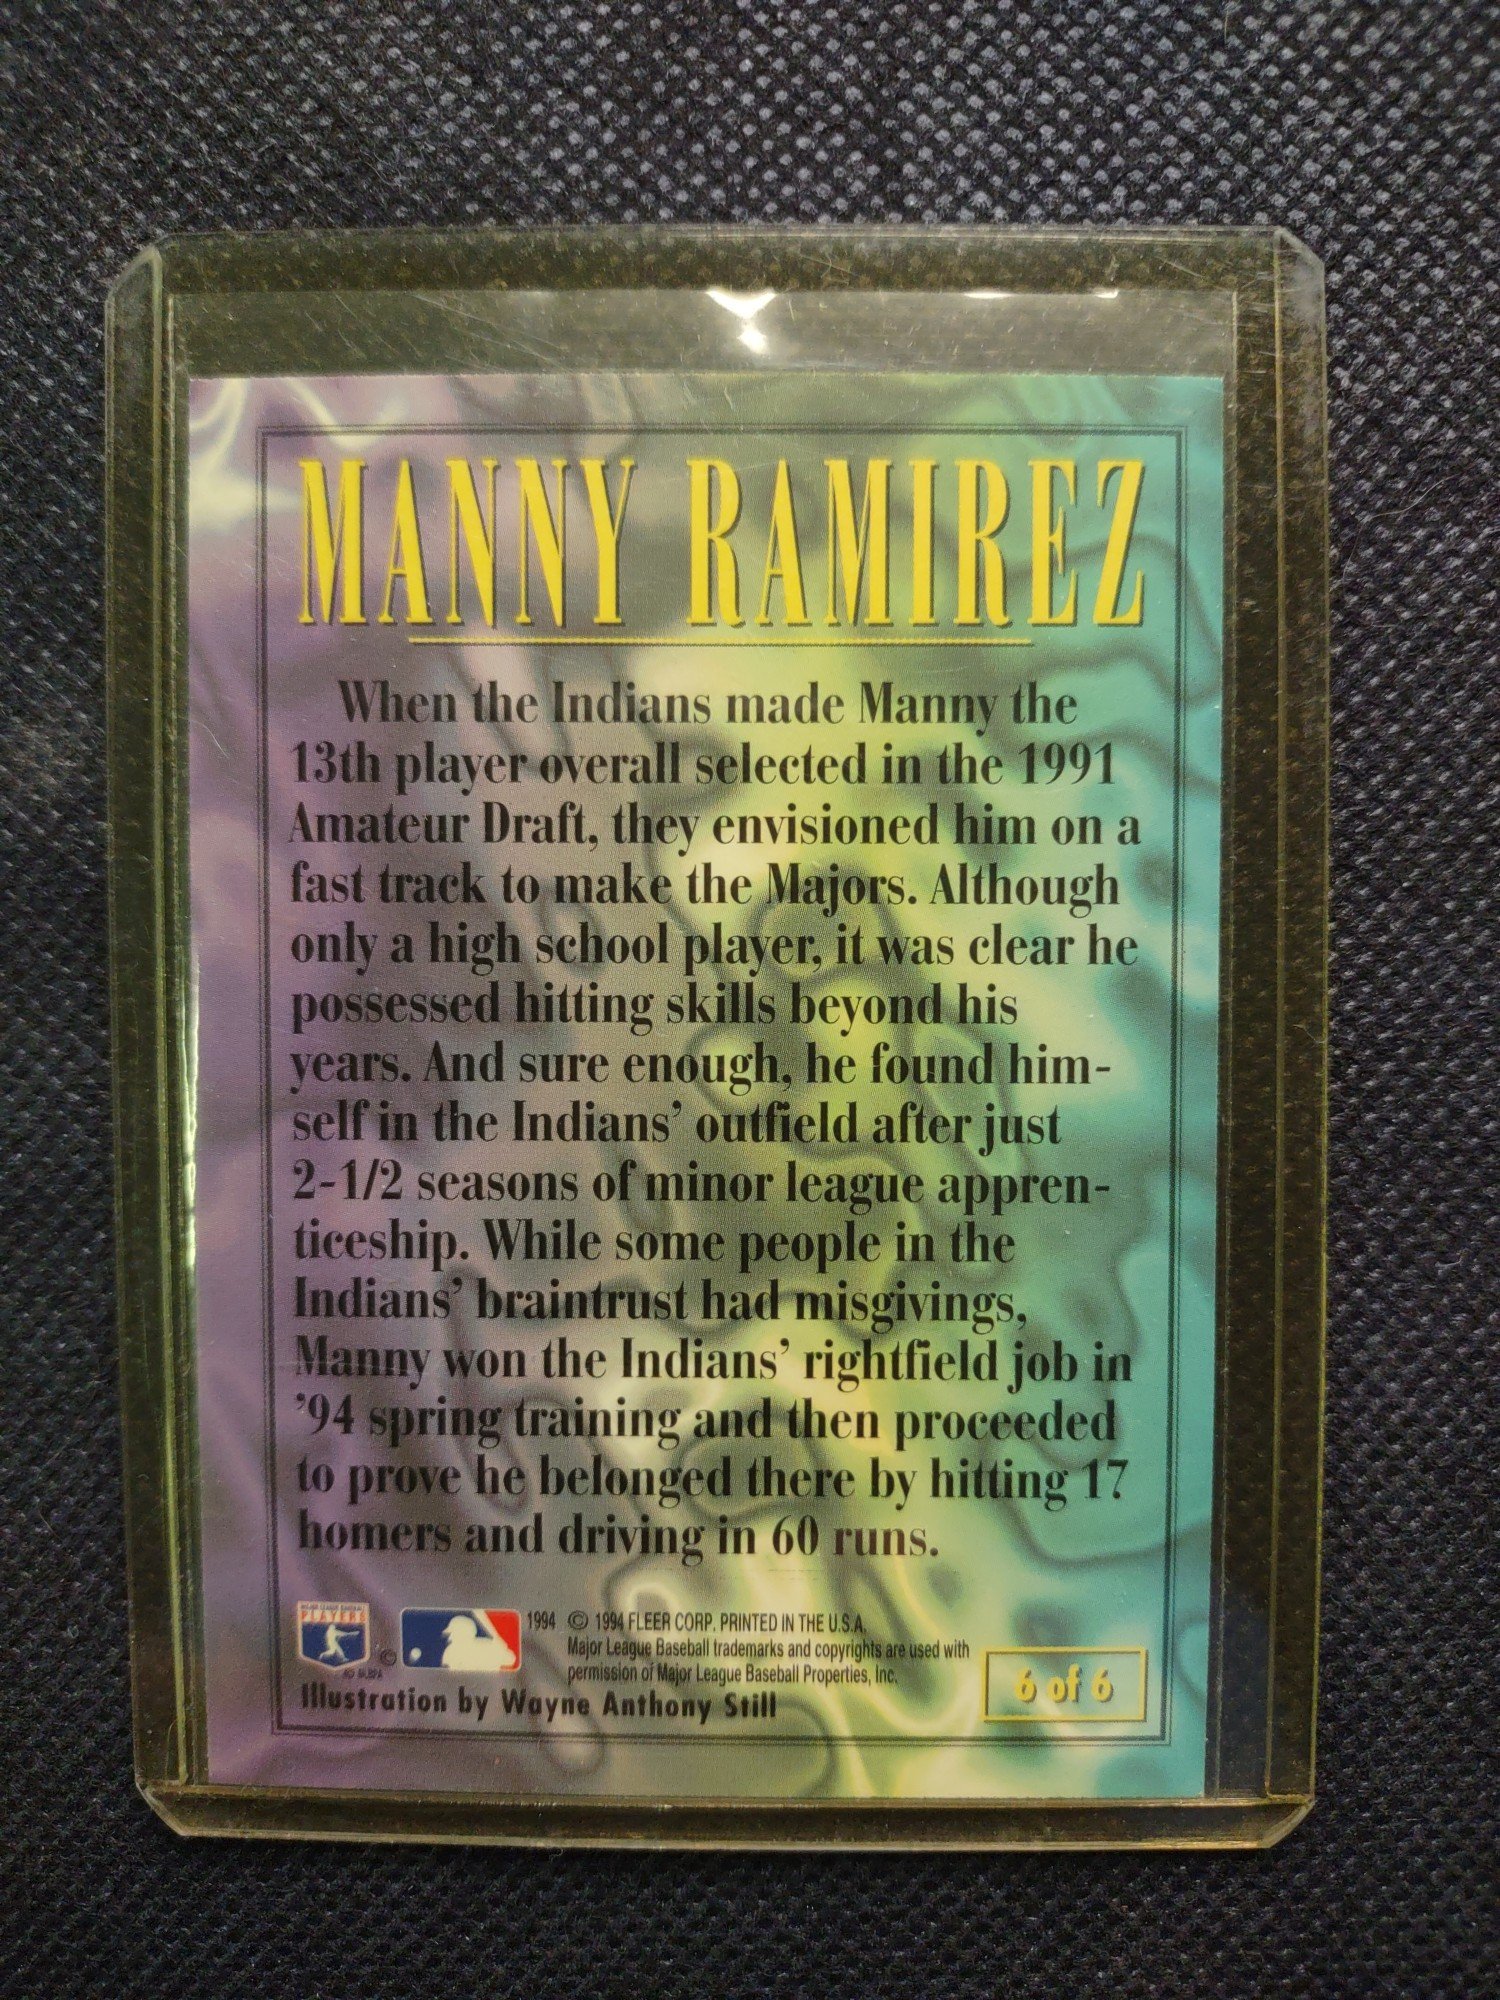 MANNY RAMIREZ
When the Indians made Manny the
13th player overall selected in the 1991
Amateur Draft, they envisioned him on a
fast track to make the Majors. Although
only a high school player, it was clear he
possessed hitting skills beyond his
years. And sure enough, he found him-
self in the Indians' outfield after just
2-1/2 seasons of minor league appren-
ticeship. While some people in the
Indians' braintrust had misgivings,
Manny won the Indians' rightfield job in
'94 spring training and then proceeded
to prove he belonged there by hitting 17
homers and driving in 60 runs.
MAJOR LEAGUE BASEBALL
PLAYERS
©
1994 © 1994 FLEER CORP. PRINTED IN THE U.S.A.
Major League Baseball trademarks and copyrights are used with
permission of Major League Baseball Properties, Inc.
Illustration by Wayne Anthony Still
6 of 6